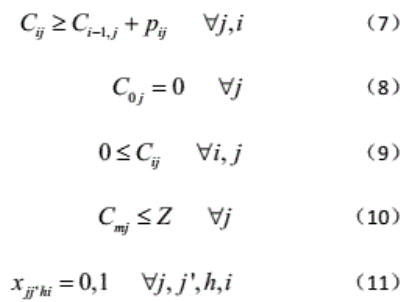 C_{ij} ≥ C_{i-1,j} + p_{ij} ∀j,i (7)
C_{0j} = 0 ∀j (8)
0 ≤ C_{ij} ∀i, j (9)
C_{mj} ≤ Z ∀j (10)
x_{jj'hi} = 0,1 ∀j, j',h,i (11)